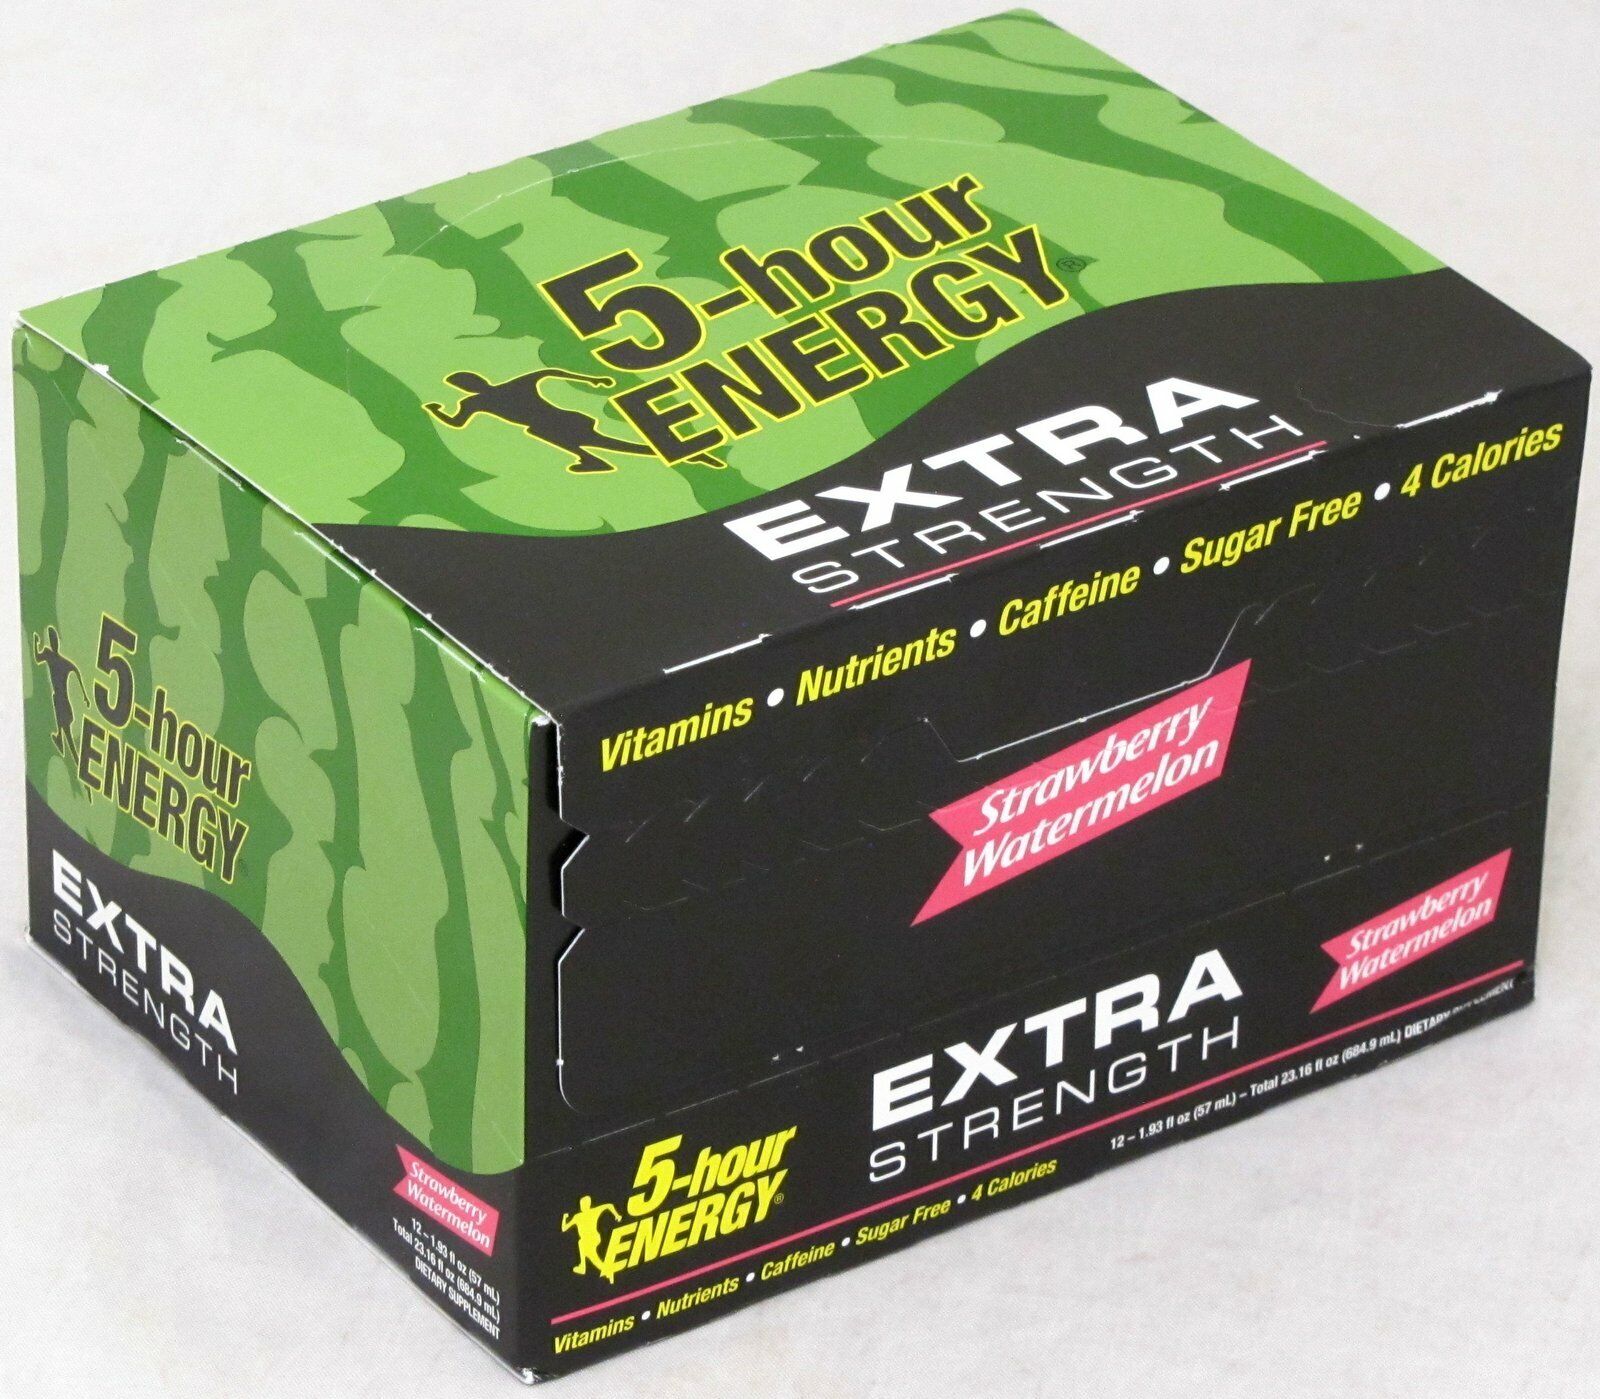 5-hour
ENERGY®
EXTRA
STRENGTH
Vitamins • Nutrients • Caffeine • Sugar Free • 4 Calories
Strawberry
Watermelon
Strawberry
Watermelon
EXTRA
STRENGTH
12 – 1.93 fl oz (57 mL) – Total 23.16 fl oz (684.9 mL) DIETARY SUPPLEMENT
5-hour
ENERGY®
Vitamins • Nutrients • Caffeine • Sugar Free • 4 Calories
5-hour
ENERGY
EXTRA
STRENGTH
Strawberry
Watermelon
12 – 1.93 fl oz (57 mL)
Total 23.16 fl oz (684.9 mL)
DIETARY SUPPLEMENT